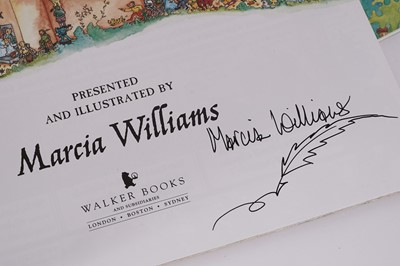 PRESENTED
AND ILLUSTRATED BY
Marcia Williams
Marcia Williams
WALKER BOOKS
AND SUBSIDIARIES
LONDON • BOSTON • SYDNEY